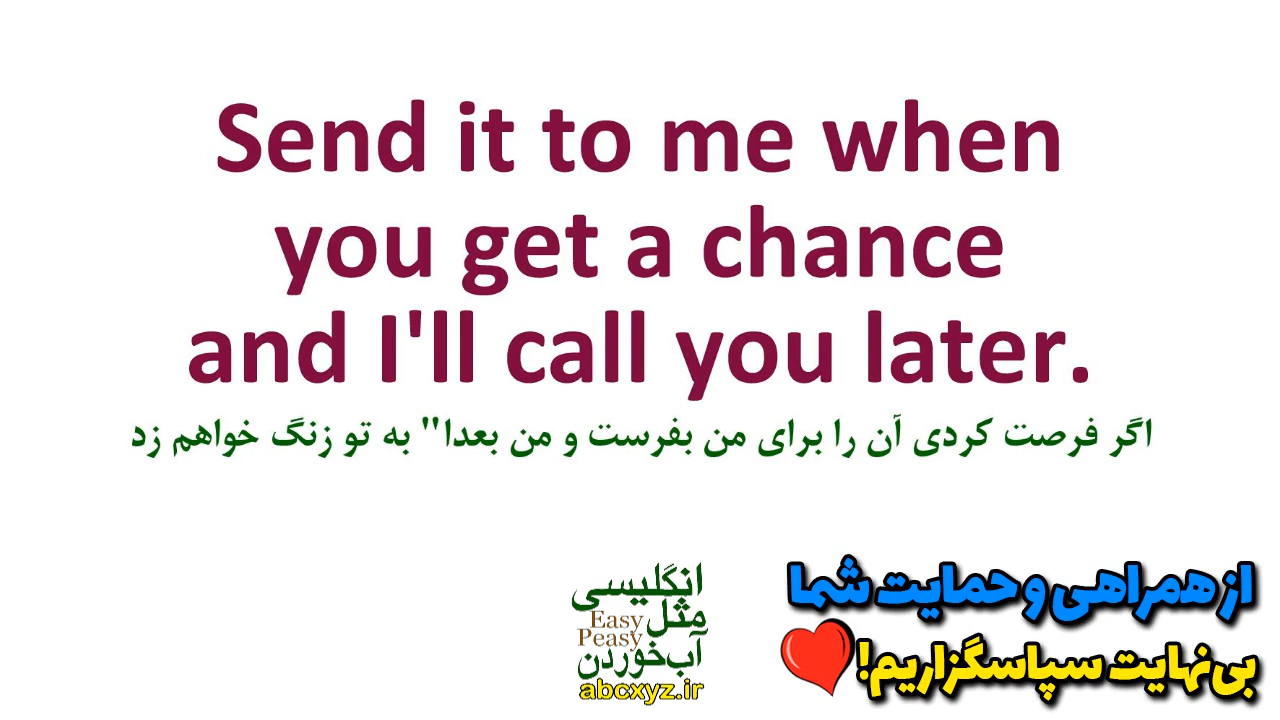 Send it to me when
you get a chance
and I'll call you later.
اگر فرصت کردی آن را برای من بفرست و من بعدا" به تو زنگ خواهم زد
انگلیسی
مثل
Easy
Peasy
آب‌خوردن
abcxyz.ir
از همراهی و حمایت شما
بی‌نهایت سپاسگزاریم!